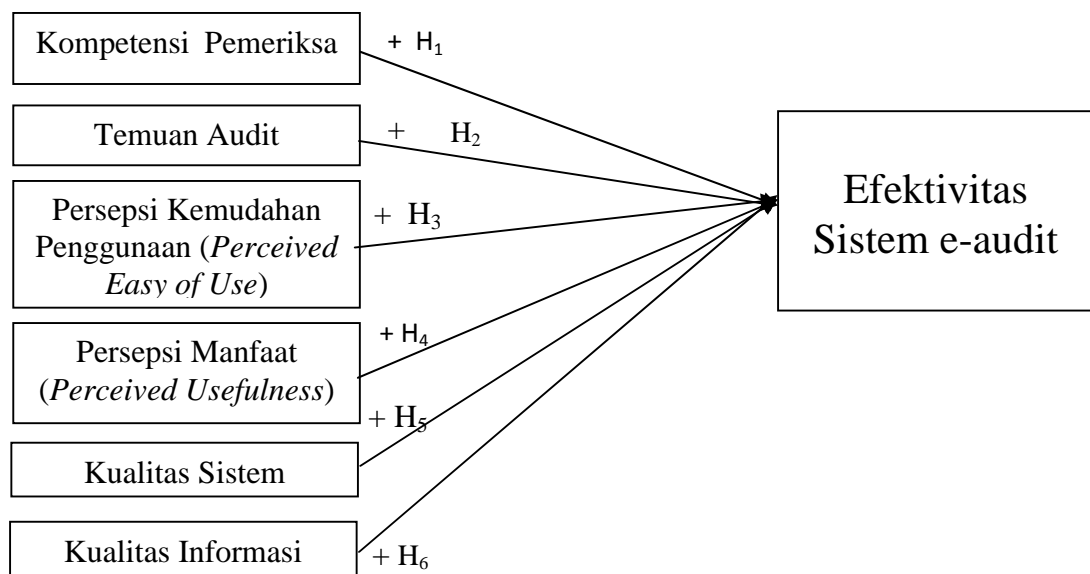 Kompetensi Pemeriksa
+ H₁
Temuan Audit
+ H₂
Persepsi Kemudahan
Penggunaan (Perceived
Easy of Use)
+ H₃
Persepsi Manfaat
(Perceived Usefulness)
+ H₄
Kualitas Sistem
+ H₅
Kualitas Informasi
+ H₆
Efektivitas
Sistem e-audit